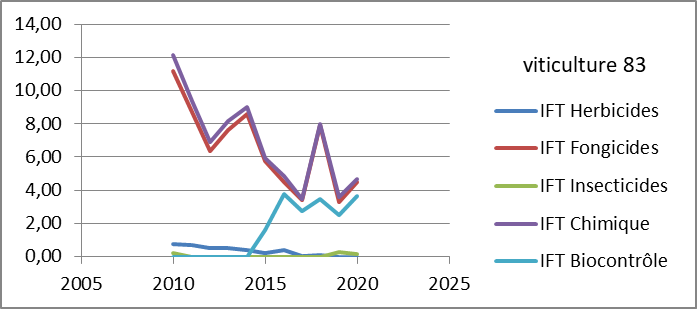 14,00
12,00
10,00
8,00
6,00
4,00
2,00
0,00
2005
2010
2015
2020
2025
viticulture 83
IFT Herbicides
IFT Fongicides
IFT Insecticides
IFT Chimique
IFT Biocontrôle